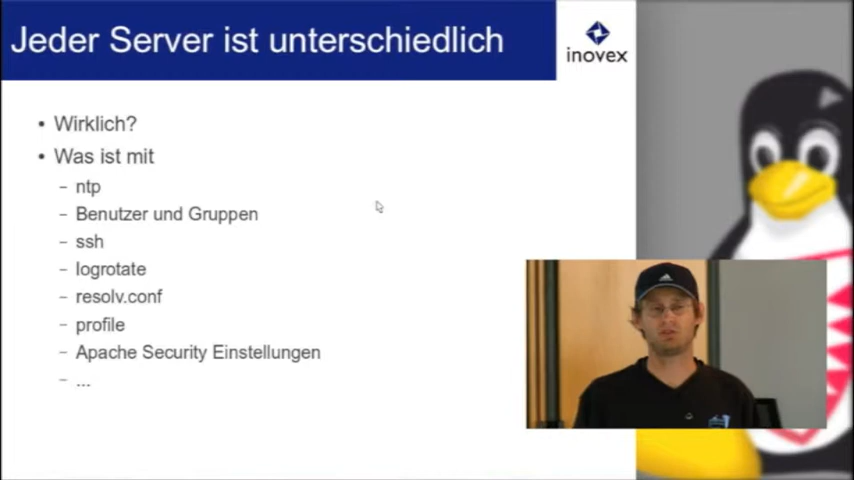 Jeder Server ist unterschiedlich
inovex
• Wirklich?
• Was ist mit
– ntp
– Benutzer und Gruppen
– ssh
– logrotate
– resolv.conf
– profile
– Apache Security Einstellungen
– ...